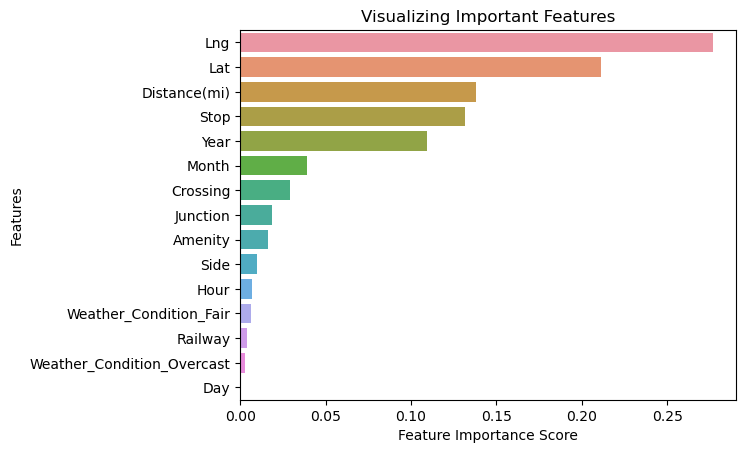 Visualizing Important Features
Lng
Lat
Distance(mi)
Stop
Year
Month
Crossing
Junction
Amenity
Side
Hour
Weather_Condition_Fair
Railway
Weather_Condition_Overcast
Day
Features
0.00 0.05 0.10 0.15 0.20 0.25
Feature Importance Score